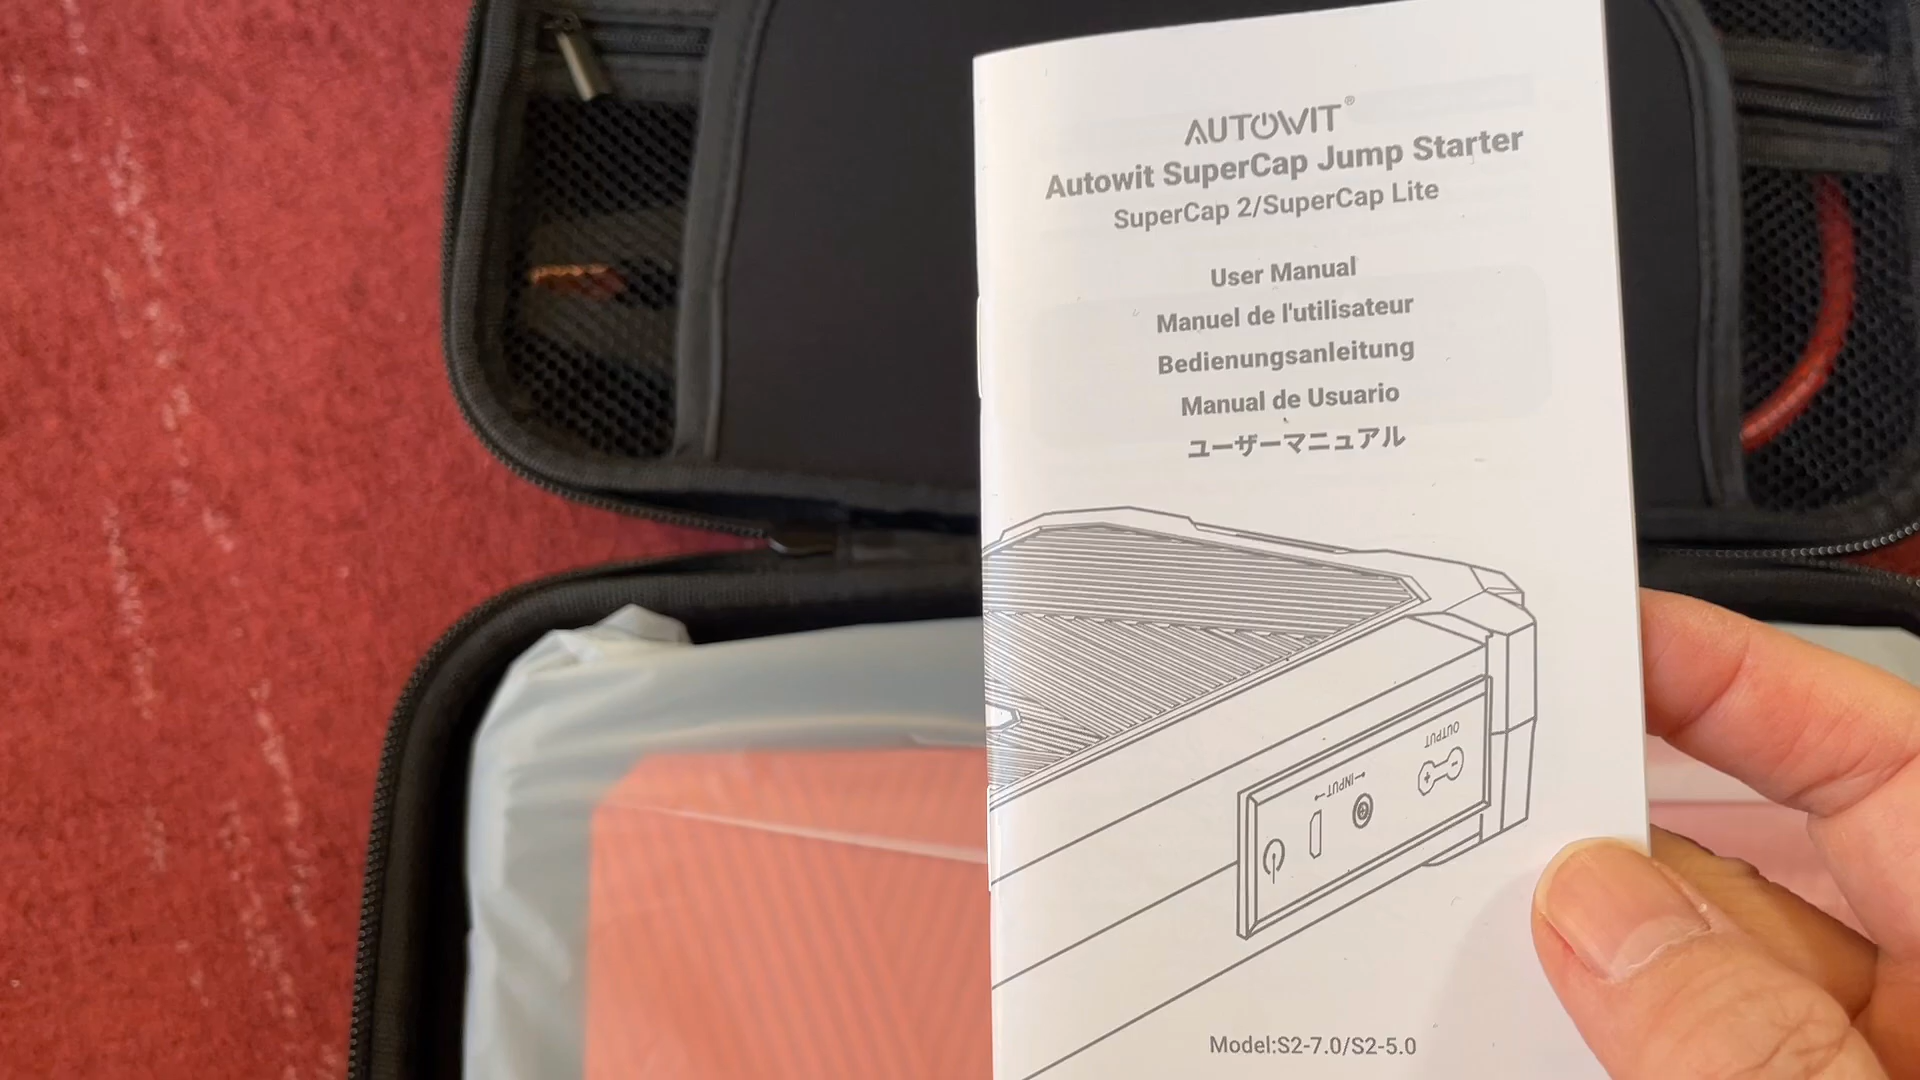 AUTOWIT®
Autowit SuperCap Jump Starter
SuperCap 2/SuperCap Lite
User Manual
Manuel de l'utilisateur
Bedienungsanleitung
Manual de Usuario
ユーザーマニュアル
OUTPUT
+ -
INPUT
Model:S2-7.0/S2-5.0